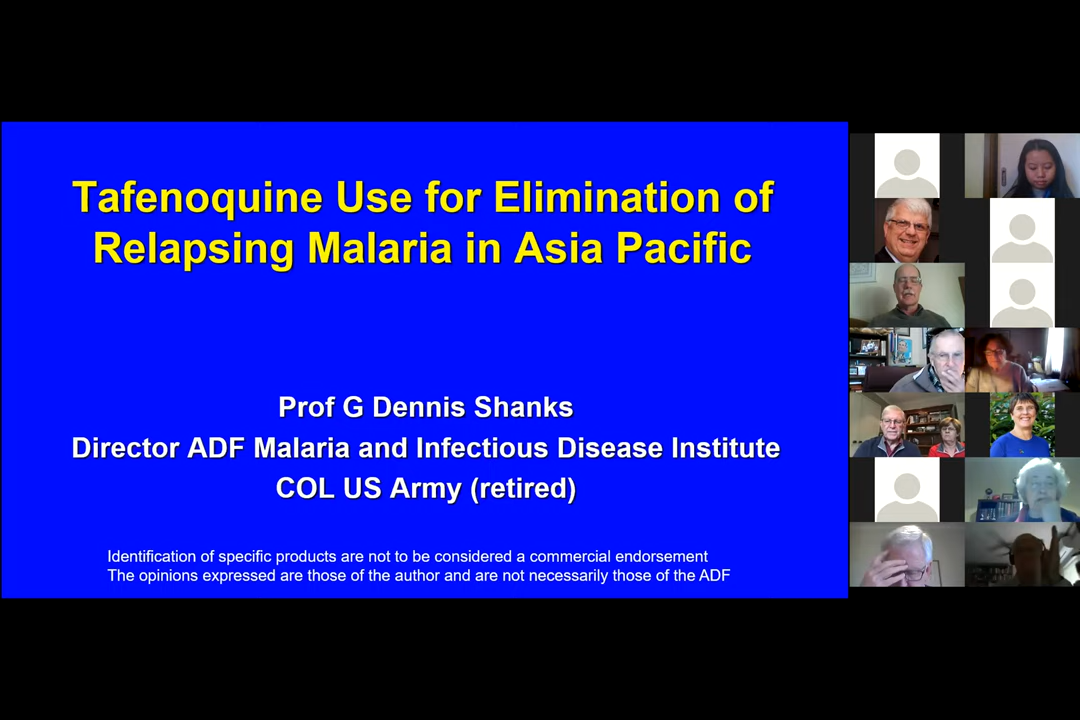 Tafenoquine Use for Elimination of
Relapsing Malaria in Asia Pacific
Prof G Dennis Shanks
Director ADF Malaria and Infectious Disease Institute
COL US Army (retired)
Identification of specific products are not to be considered a commercial endorsement
The opinions expressed are those of the author and are not necessarily those of the ADF